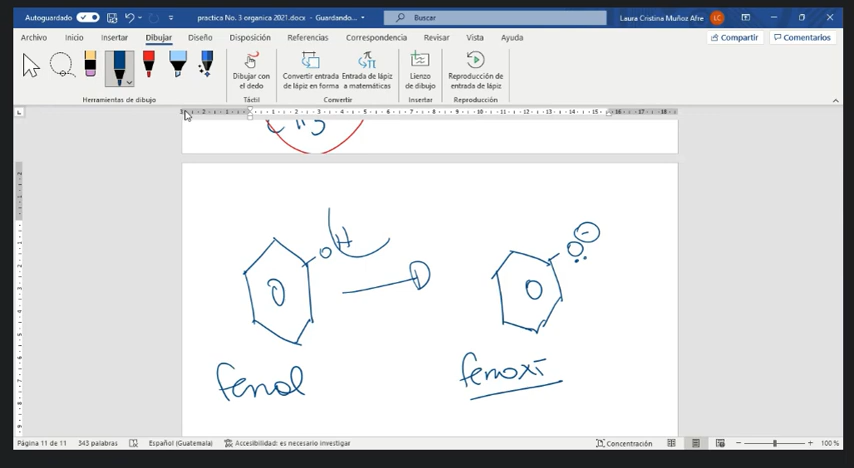 Autoguardado
practica No. 3 organica 2021.docx - Guardando...
Buscar
Laura Cristina Muñoz Afre
LC
Archivo Inicio Insertar Dibujar Diseño Disposición Referencias Correspondencia Revisar Vista Ayuda
Compartir
Comentarios
Dibujar con el dedo
Convertir entrada de lápiz en forma
Entrada de lápiz a matemáticas
Lienzo de dibujo
Reproducción de entrada de lápiz
Herramientas de dibujo
Táctil
Convertir
Insertar
Reproducción
OH
O
-
fenol
fenoxi
Página 11 de 11
343 palabras
Español (Guatemala)
Accesibilidad: es necesario investigar
Concentración
100 %